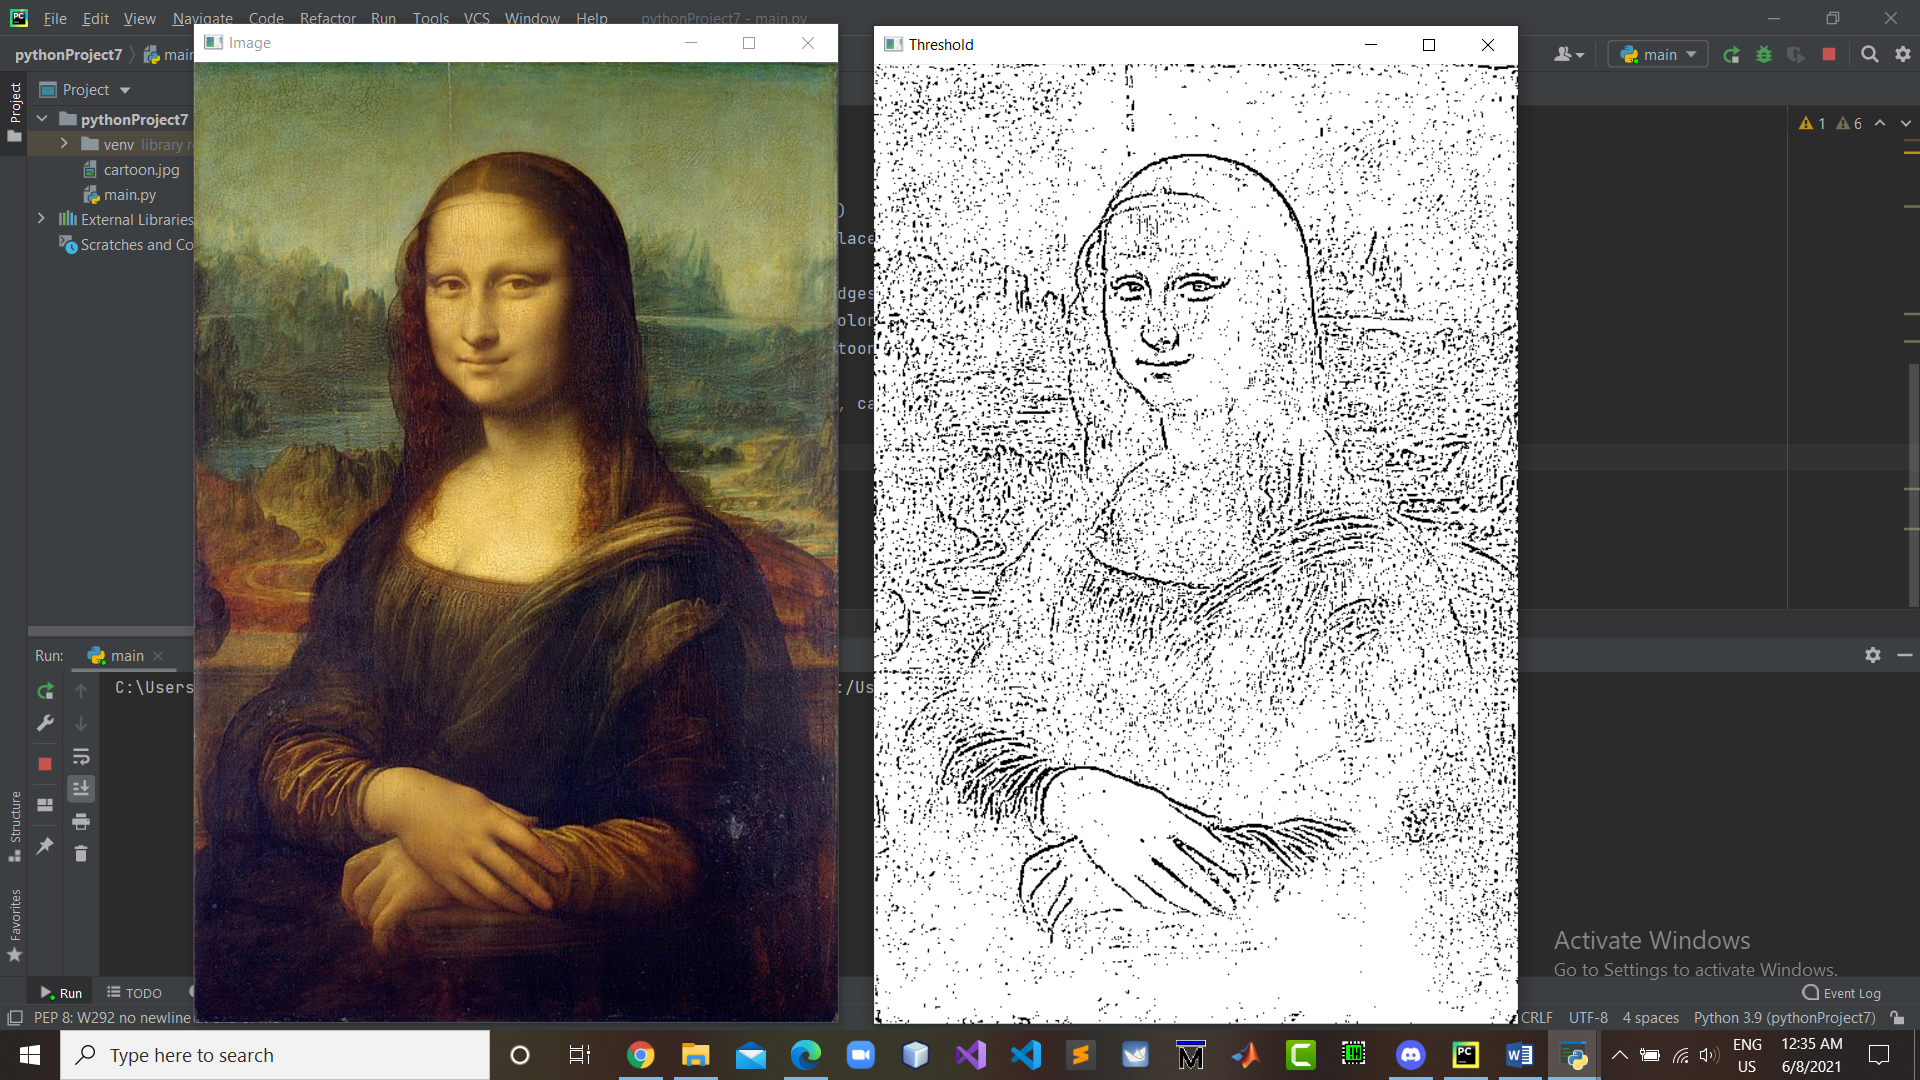 File Edit View Navigate Code Refactor Run Tools VCS Window Help pythonProject7 - main.py
pythonProject7 main
main
Image
Threshold
Project
Project
pythonProject7
venv library
cartoon.jpg
main.py
External Libraries
Scratches and Co
1 6
)
lace
dges
olor
toon
, ca
Run: main
C:\Users
:/Us
Structure
Favorites
Activate Windows
Go to Settings to activate Windows.
Run TODO
Event Log
PEP 8: W292 no newline
CRLF UTF-8 4 spaces Python 3.9 (pythonProject7)
Type here to search
PC
ENG
US
12:35 AM
6/8/2021